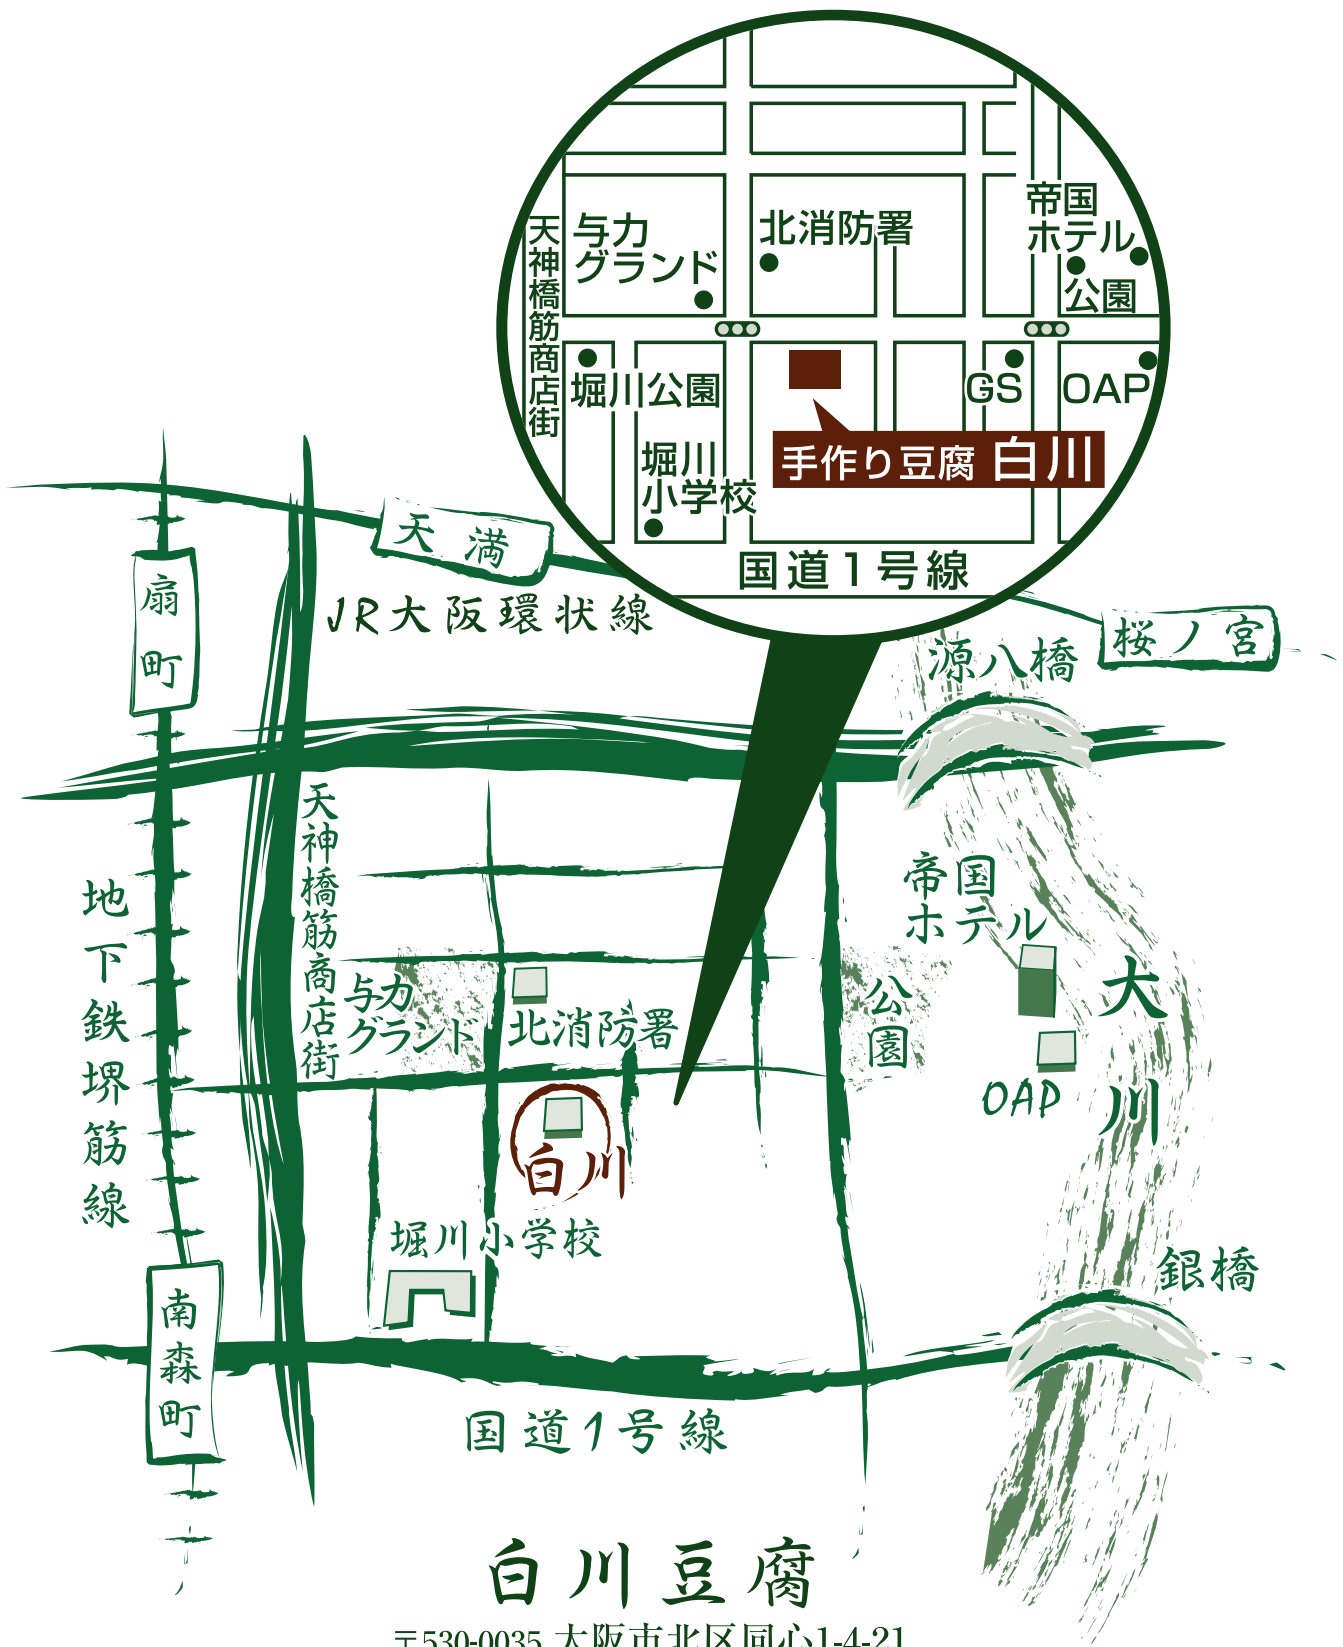 天神橋筋商店街
与力
グランド
北消防署
帝国
ホテル
公園
堀川公園
GS
OAP
堀川
小学校
手作り豆腐 白川
国道1号線
天満
JR大阪環状線
桜ノ宮
源八橋
扇町
天神橋筋商店街
地下鉄堺筋線
与力
グランド
北消防署
公園
帝国
ホテル
大川
OAP
白川
堀川小学校
銀橋
南森町
国道1号線
白川豆腐
〒530-0035 大阪市北区同心1-4-21